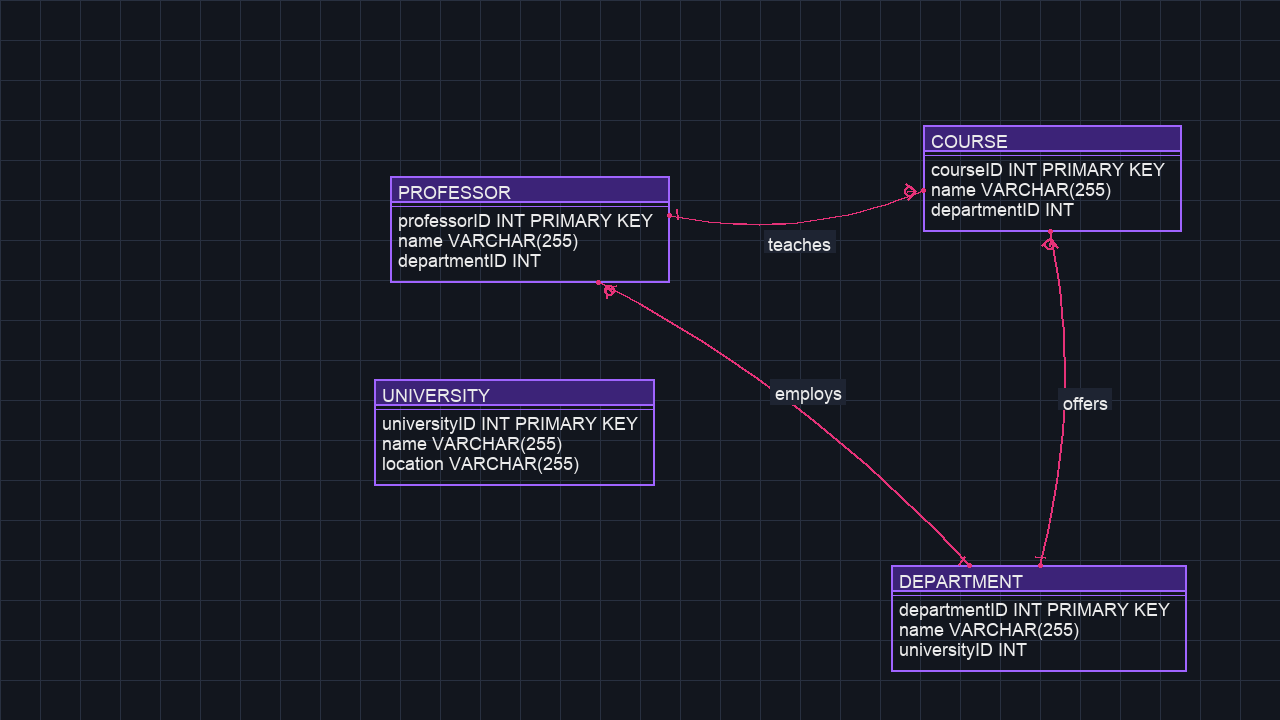 COURSE
courseID INT PRIMARY KEY
name VARCHAR(255)
departmentID INT
PROFESSOR
professorID INT PRIMARY KEY
name VARCHAR(255)
departmentID INT
teaches
UNIVERSITY
universityID INT PRIMARY KEY
name VARCHAR(255)
location VARCHAR(255)
employs
offers
DEPARTMENT
departmentID INT PRIMARY KEY
name VARCHAR(255)
universityID INT